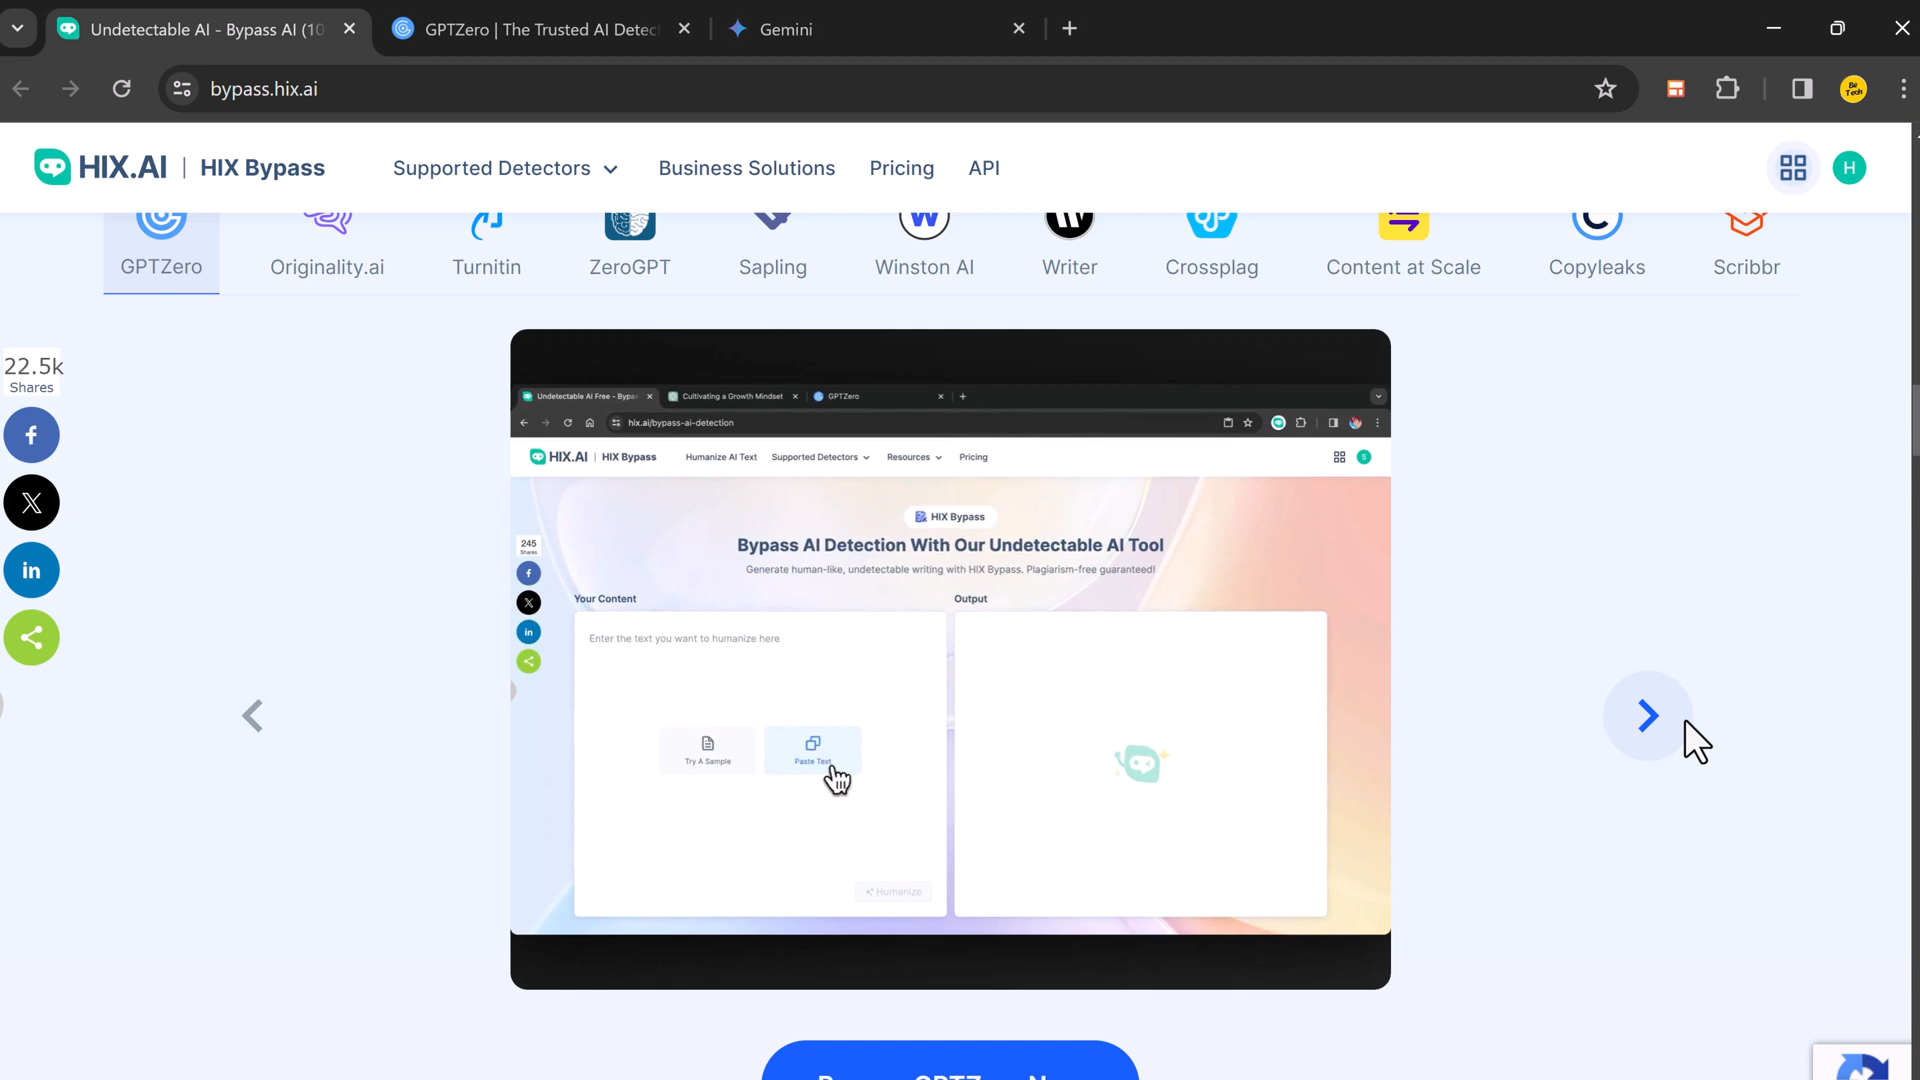 Undetectable AI - Bypass AI (10
GPTZero | The Trusted AI Detec
Gemini
bypass.hix.ai
Be Tech
HIX.AI | HIX Bypass
Supported Detectors
Business Solutions
Pricing
API
H
GPTZero
Originality.ai
Turnitin
ZeroGPT
Sapling
Winston AI
Writer
Crossplag
Content at Scale
Copyleaks
Scribbr
22.5k
Shares
Undetectable AI Free - Bypas
Cultivating a Growth Mindset
GPTZero
hix.ai/bypass-ai-detection
HIX.AI | HIX Bypass
Humanize AI Text
Supported Detectors
Resources
Pricing
S
HIX Bypass
Bypass AI Detection With Our Undetectable AI Tool
Generate human-like, undetectable writing with HIX Bypass. Plagiarism-free guaranteed!
245
Shares
Your Content
Output
Enter the text you want to humanize here
Try A Sample
Paste Text
Humanize